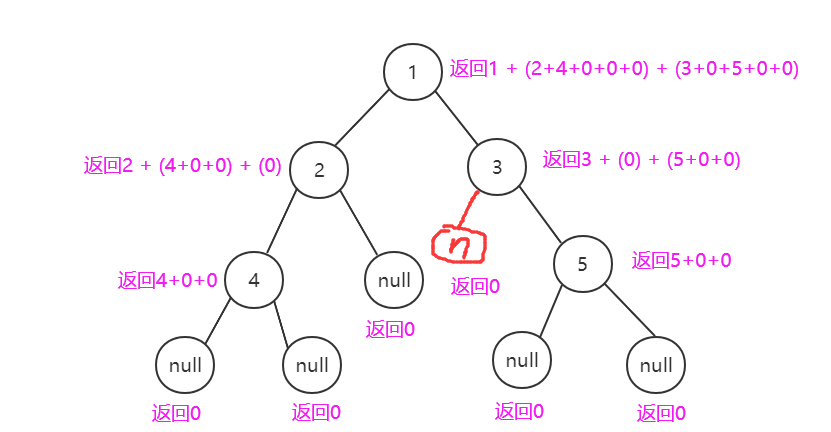 1
返回1 + (2+4+0+0+0) + (3+0+5+0+0)
返回2 + (4+0+0) + (0)
2
3
返回3 + (0) + (5+0+0)
n
返回4+0+0
4
null
返回0
5
返回5+0+0
返回0
null
null
null
null
返回0
返回0
返回0
返回0